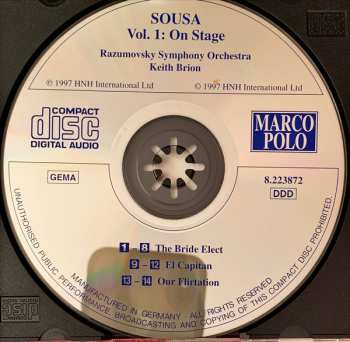 SOUSA
Vol. 1: On Stage
Razumovsky Symphony Orchestra
Keith Brion
℗ 1997 HNH International Ltd
© 1997 HNH International Ltd
COMPACT
disc
DIGITAL AUDIO
MARCO
POLO
GEMA
8.223872
DDD
1 – 8 The Bride Elect
9 – 12 El Capitan
13 – 14 Our Flirtation
MANUFACTURED IN GERMANY - ALL RIGHTS RESERVED
UNAUTHORISED PUBLIC PERFORMANCE, BROADCASTING AND COPYING OF THIS COMPACT DISC PROHIBITED.
disc